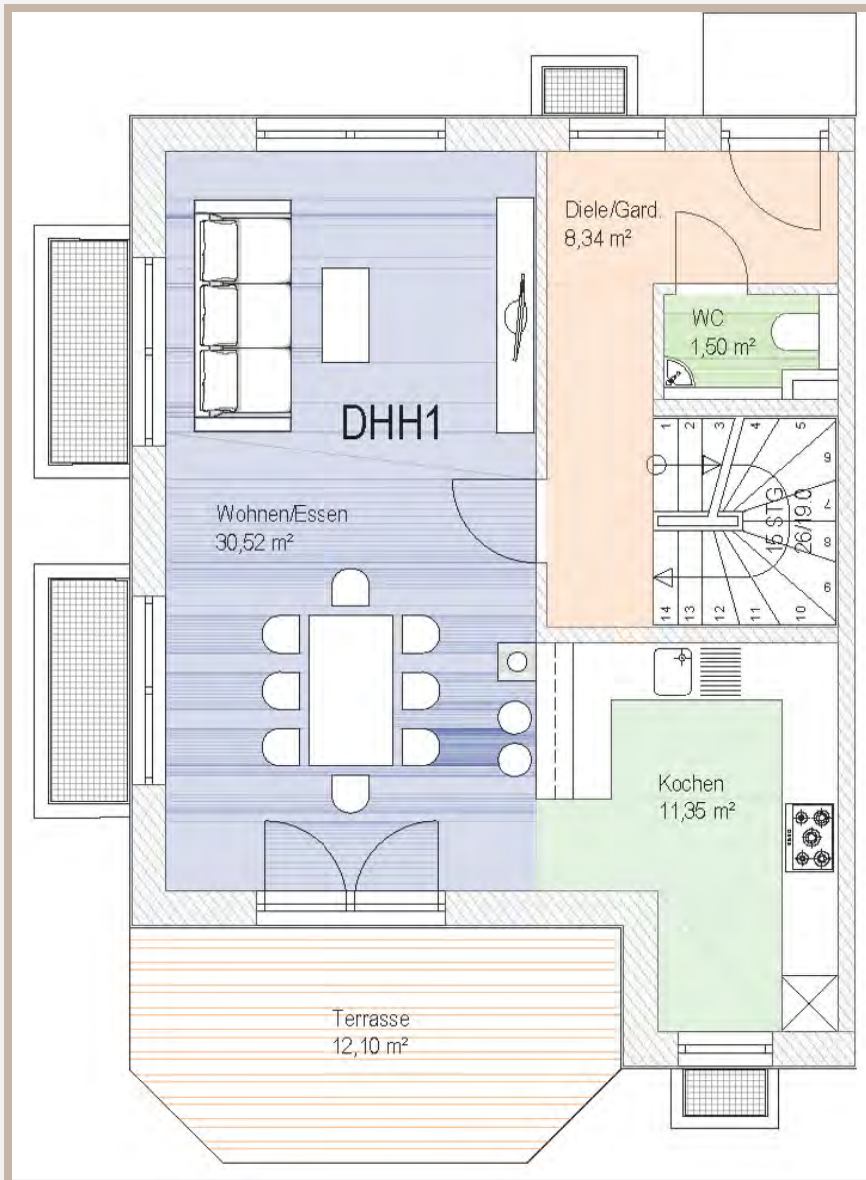 Diele/Gard.
8,34 m²
WC
1,50 m²
DHH1
1 2 3 4 5
6
7
8
9
14 13 12 11 10
15 STG
26/19.0
Wohnen/Essen
30,52 m²
Kochen
11,35 m²
Terrasse
12,10 m²